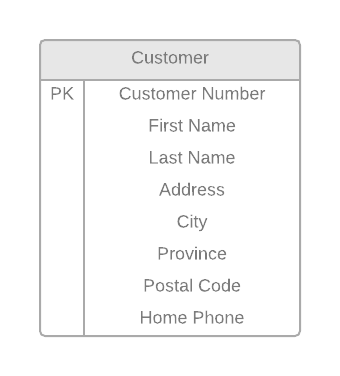 Customer
PK Customer Number
First Name
Last Name
Address
City
Province
Postal Code
Home Phone